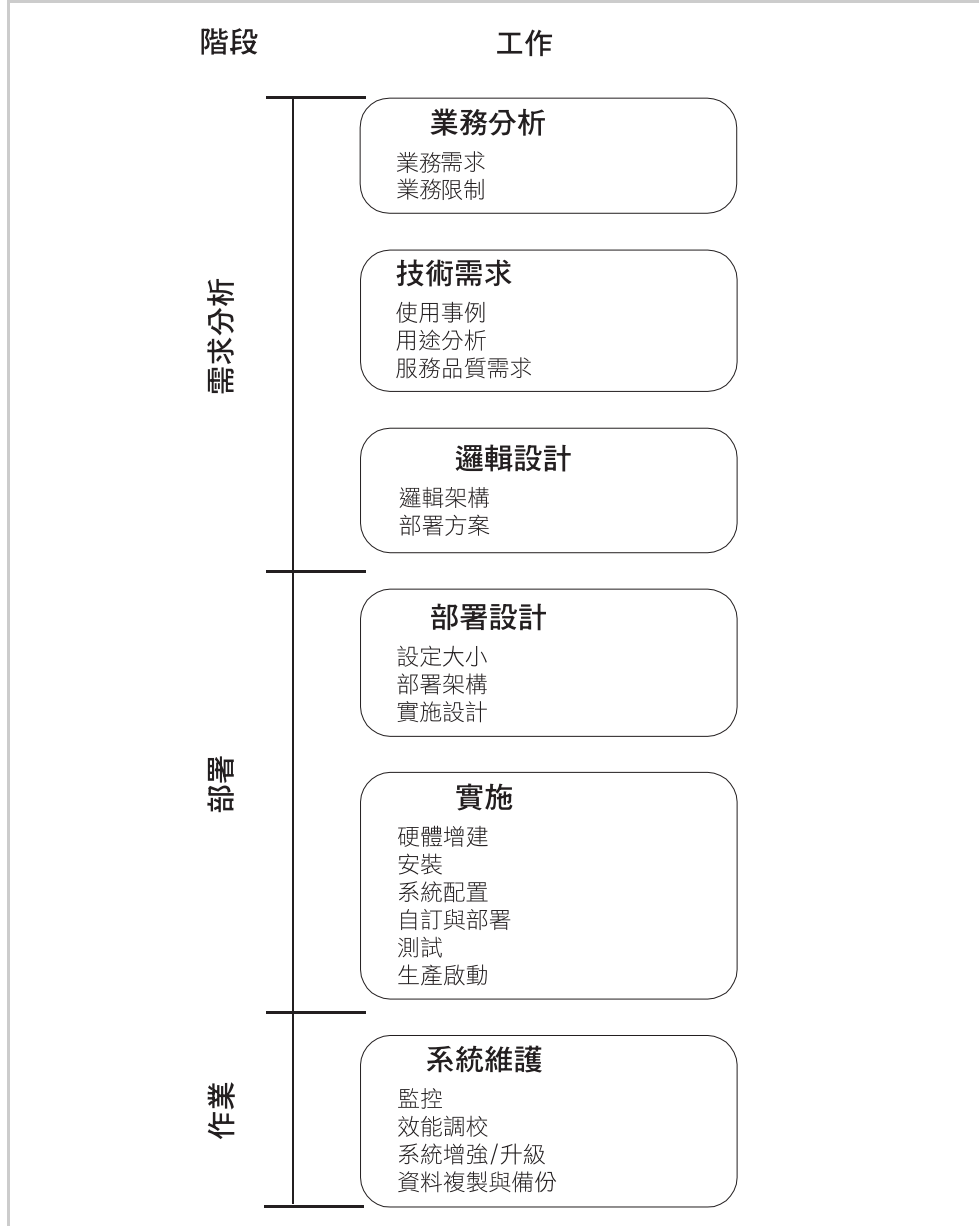 階段
工作
需求分析
業務分析
業務需求
業務限制
技術需求
使用事例
用途分析
服務品質需求
邏輯設計
邏輯架構
部署方案
部署
部署設計
設定大小
部署架構
實施設計
實施
硬體增建
安裝
系統配置
自訂與部署
測試
生產啟動
作業
系統維護
監控
效能調校
系統增強/升級
資料複製與備份